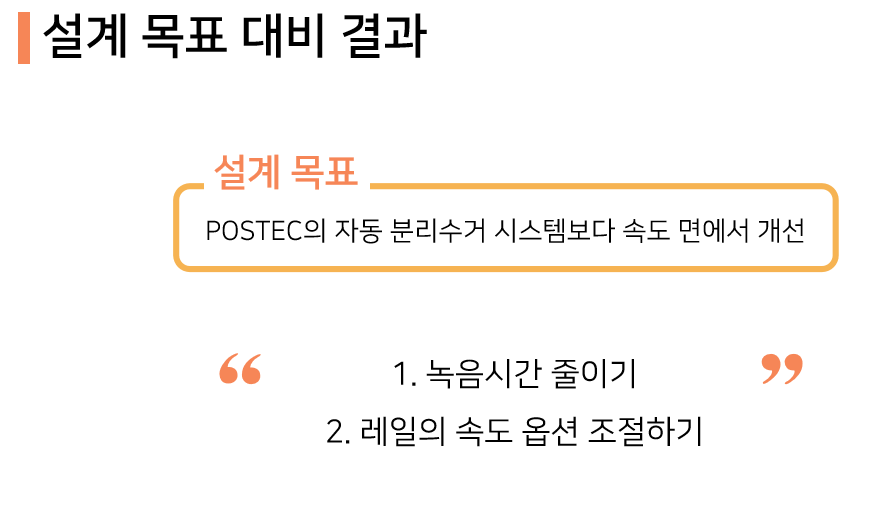 설계 목표 대비 결과
설계 목표
POSTEC의 자동 분리수거 시스템보다 속도 면에서 개선
“ 1. 녹음시간 줄이기 ”
2. 레일의 속도 옵션 조절하기